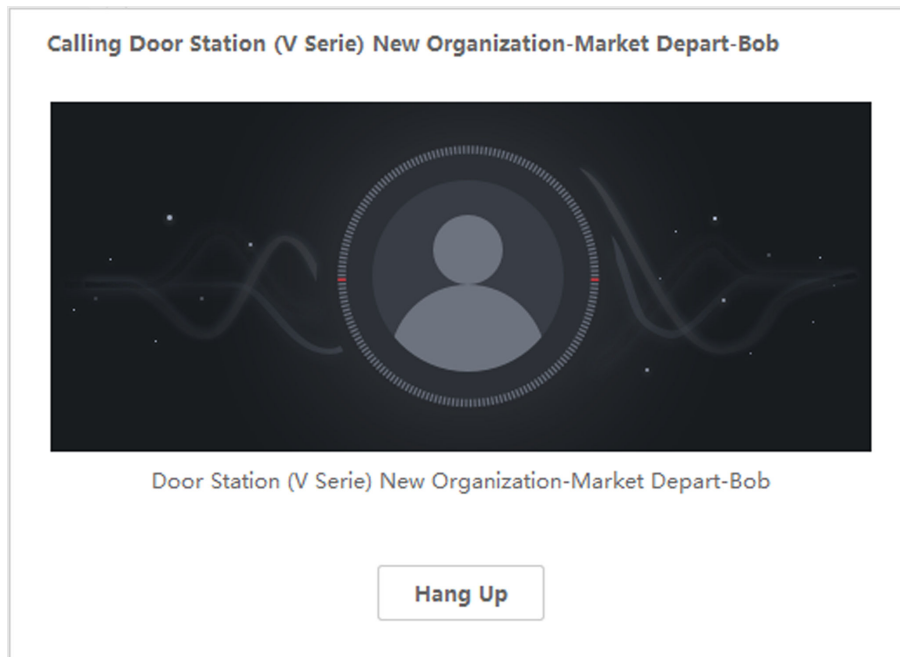 Calling Door Station (V Serie) New Organization-Market Depart-Bob
Door Station (V Serie) New Organization-Market Depart-Bob
Hang Up